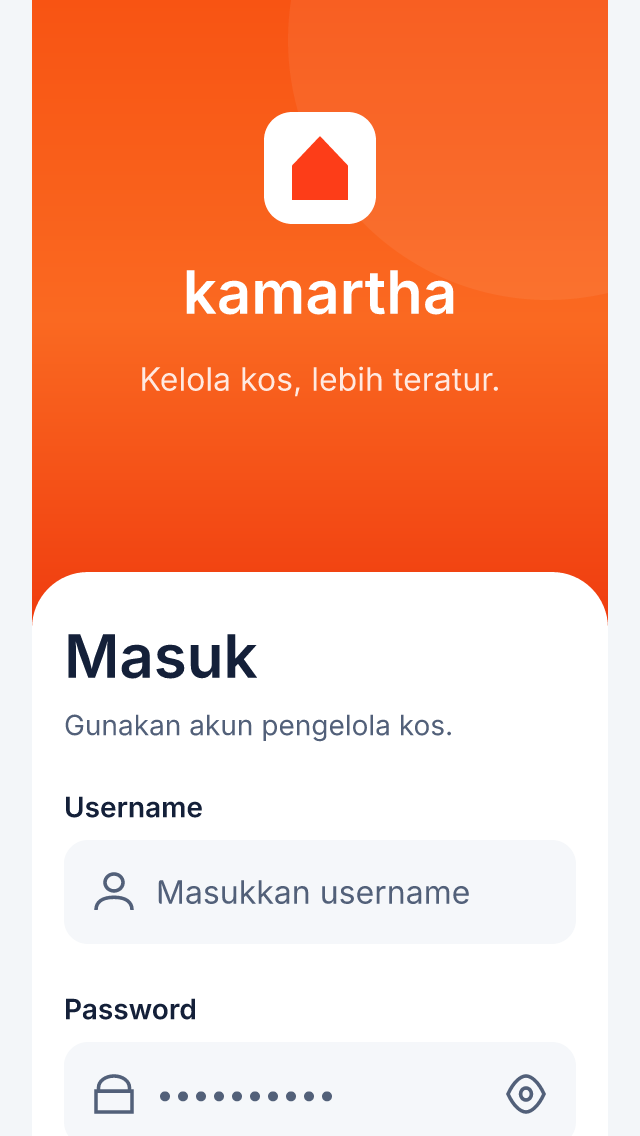 kamartha
Kelola kos, lebih teratur.
Masuk
Gunakan akun pengelola kos.
Username
Masukkan username
Password
••••••••••